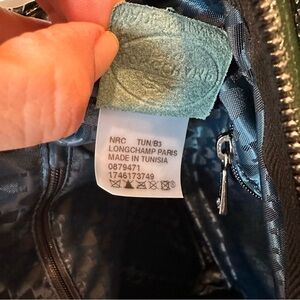 NRC TUN/B3
LONGCHAMP PARIS
MADE IN TUNISIA
0879471
1746173749